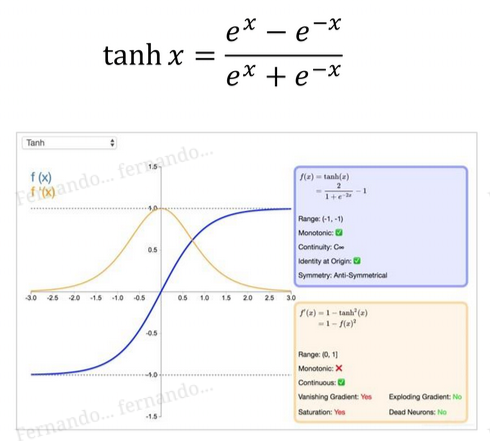 tanh x = (e^x − e^−x) / (e^x + e^−x)
Tanh
f (x)
f '(x)
Fernando... fernando...
1.5
1.0
0.5
-3.0 -2.5 -2.0 -1.5 -1.0 -0.5 0.5 1.0 1.5 2.0 2.5 3.0
-0.5
-1.0
-1.5
Fernando... fernando...
f(x) = tanh(x)
= 2 / (1 + e^−2x) − 1
Range: (-1, -1)
Monotonic: ✅
Continuity: C∞
Identity at Origin: ✅
Symmetry: Anti-Symmetrical
f'(x) = 1 − tanh²(x)
= 1 − f(x)²
Range: (0, 1]
Monotonic: ❌
Continuous: ✅
Vanishing Gradient: Yes Exploding Gradient: No
Saturation: Yes Dead Neurons: No